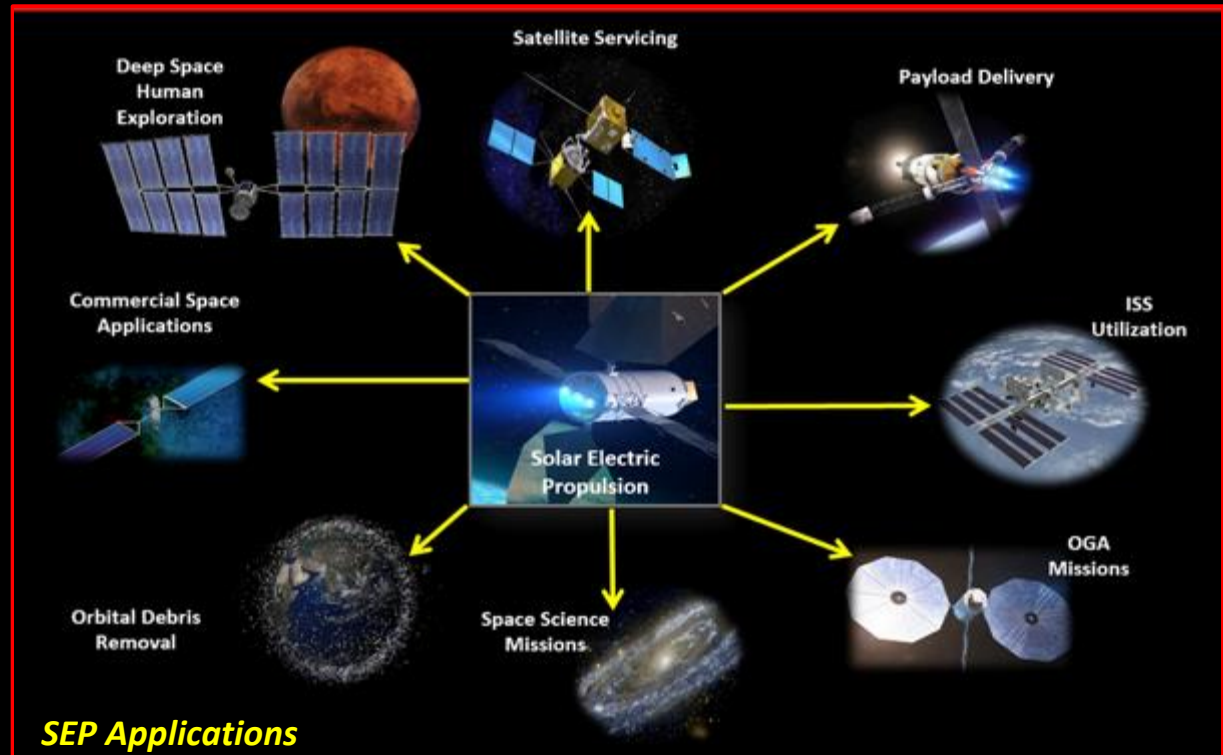 Satellite Servicing
Deep Space
Human
Exploration
Payload Delivery
Commercial Space
Applications
ISS
Utilization
Solar Electric
Propulsion
OGA
Missions
Orbital Debris
Removal
Space Science
Missions
SEP Applications